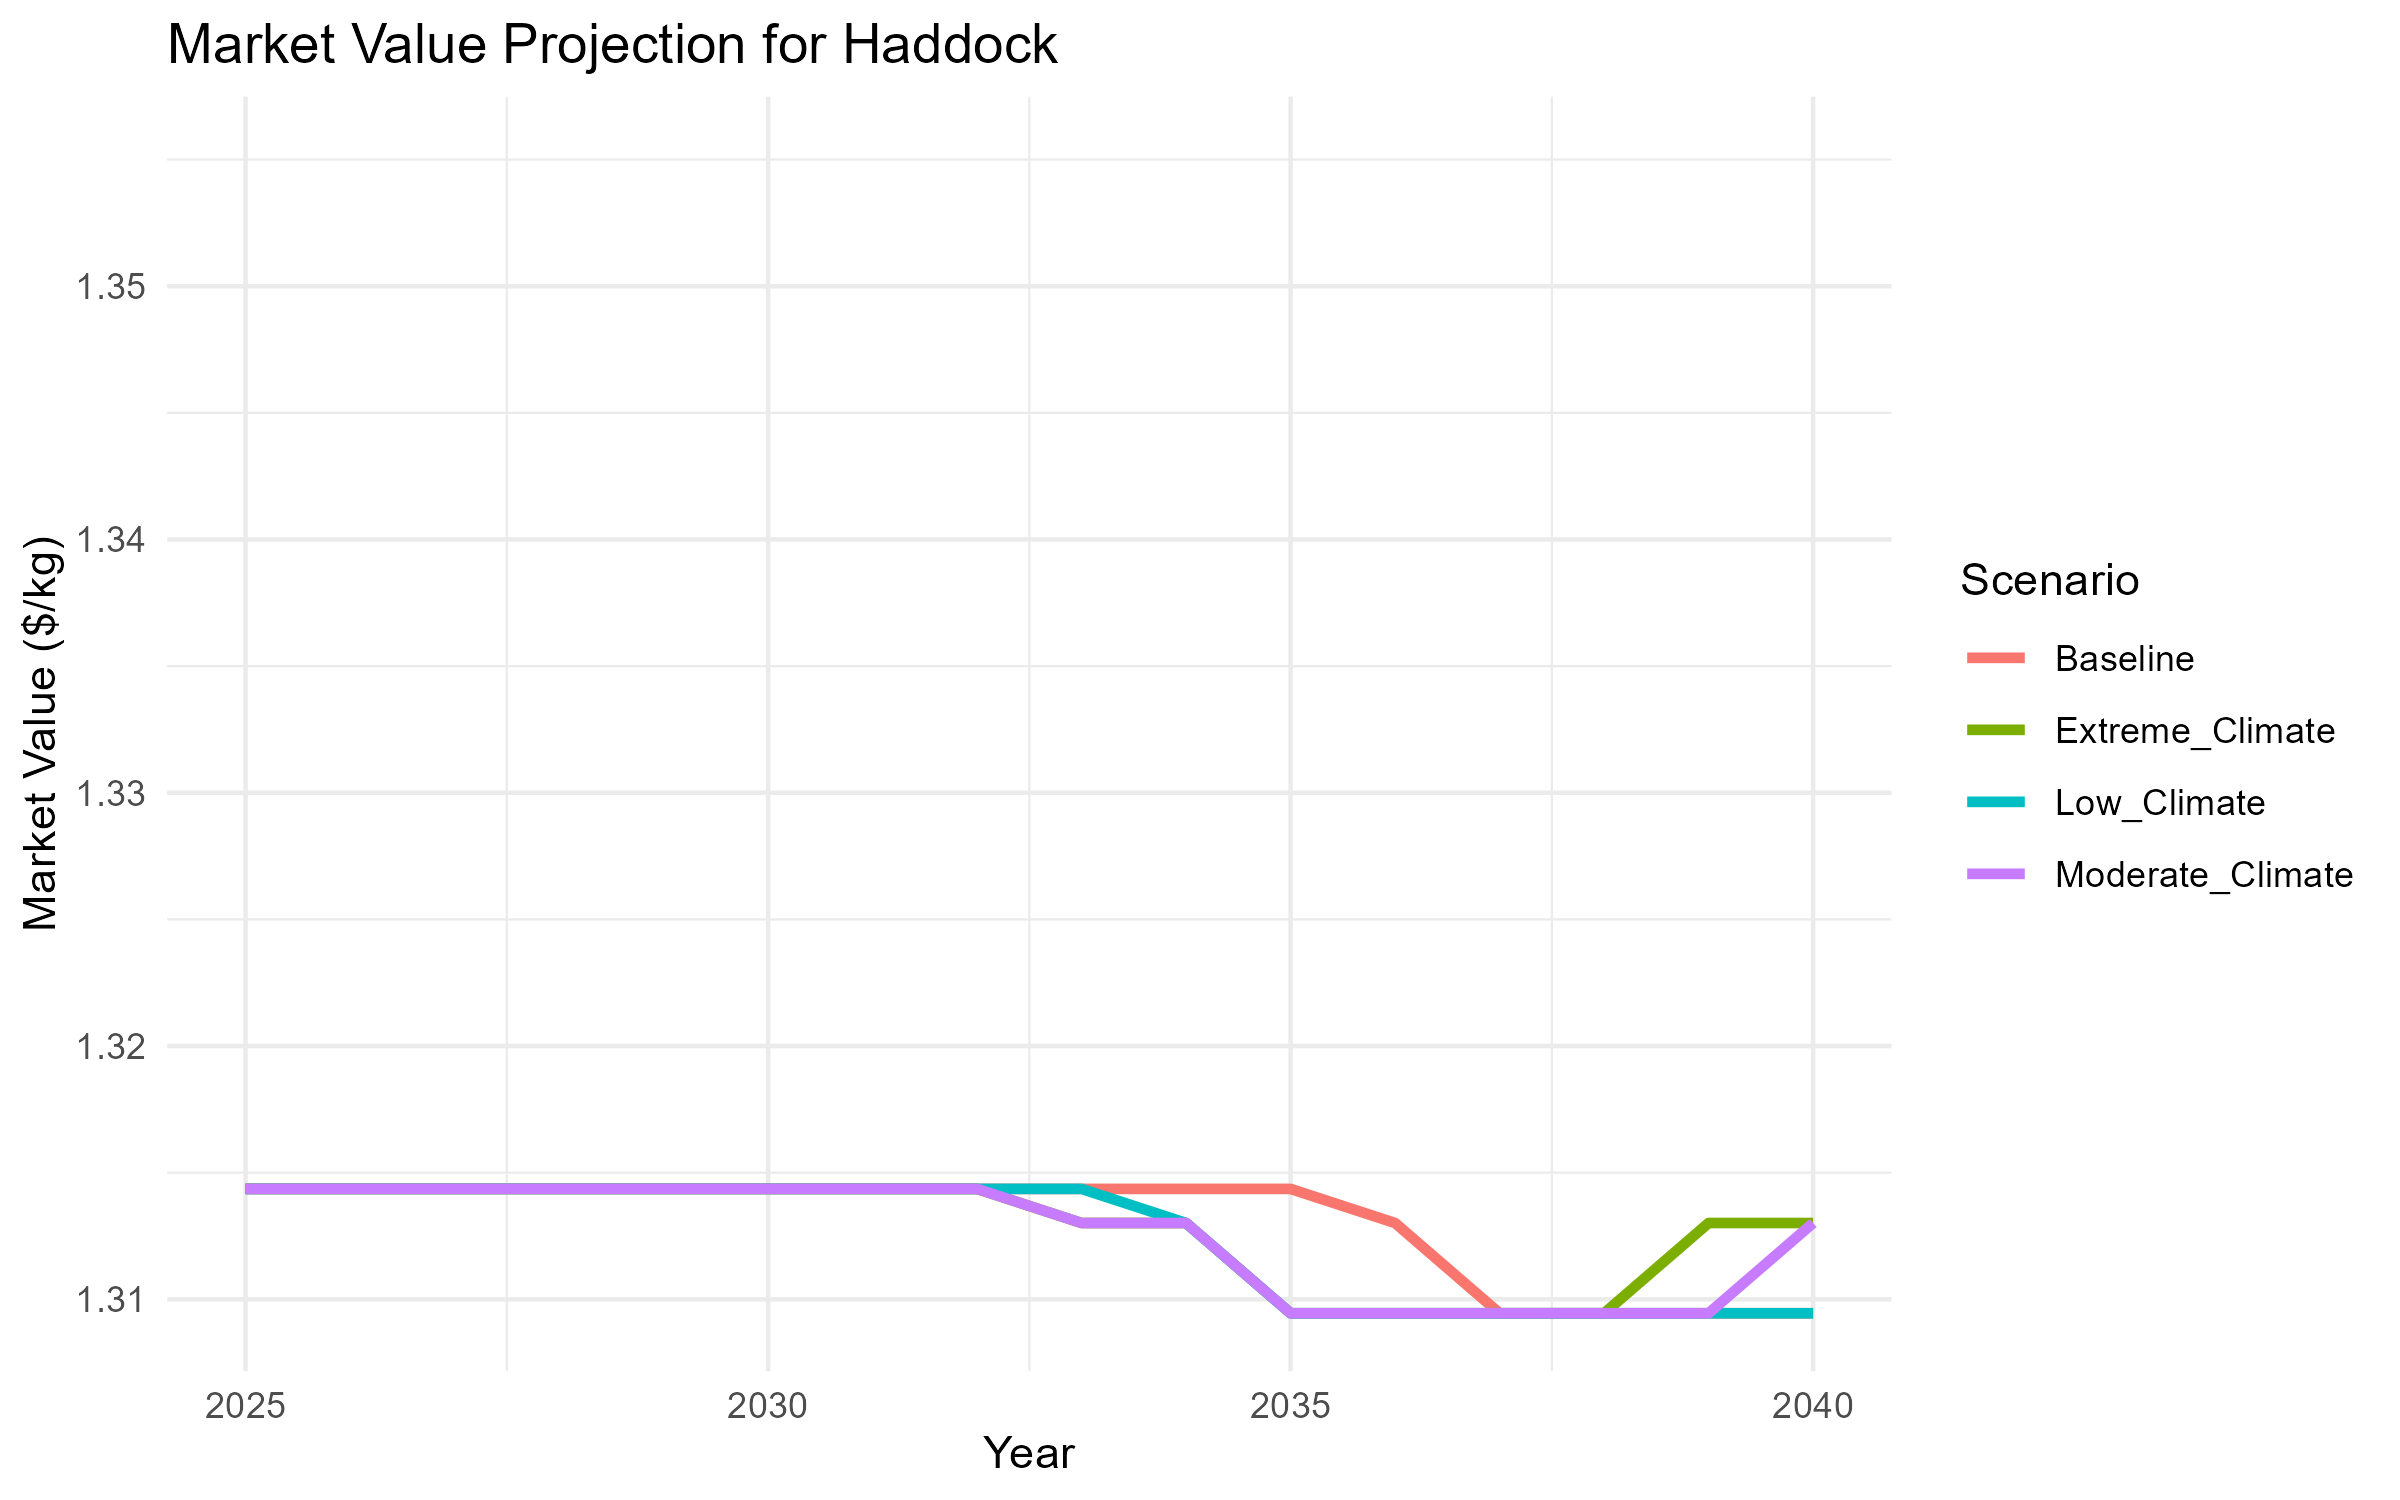 Market Value Projection for Haddock
Market Value ($/kg)
1.35
1.34
1.33
1.32
1.31
2025
2030
2035
2040
Year
Scenario
Baseline
Extreme_Climate
Low_Climate
Moderate_Climate